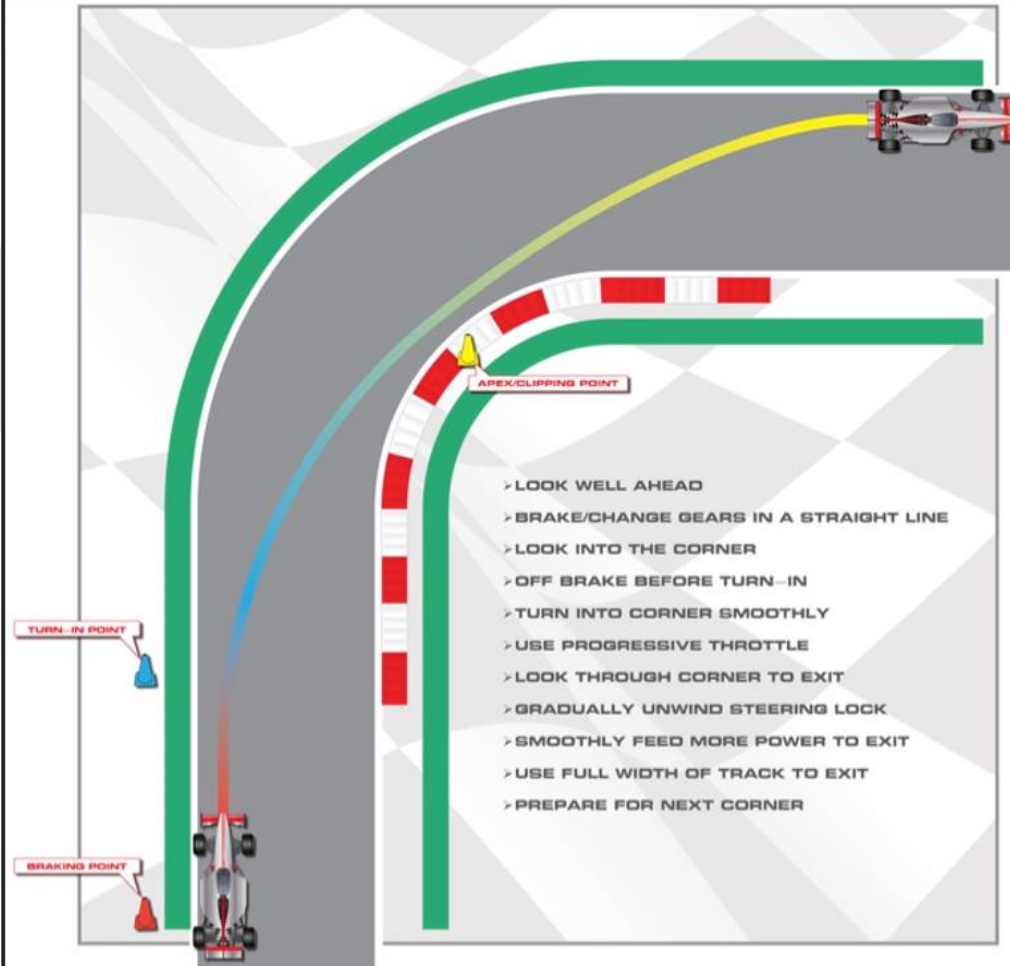 APEX/CLIPPING POINT
➢LOOK WELL AHEAD
➢BRAKE/CHANGE GEARS IN A STRAIGHT LINE
➢LOOK INTO THE CORNER
➢OFF BRAKE BEFORE TURN-IN
➢TURN INTO CORNER SMOOTHLY
➢USE PROGRESSIVE THROTTLE
➢LOOK THROUGH CORNER TO EXIT
➢GRADUALLY UNWIND STEERING LOCK
➢SMOOTHLY FEED MORE POWER TO EXIT
➢USE FULL WIDTH OF TRACK TO EXIT
➢PREPARE FOR NEXT CORNER
TURN-IN POINT
BRAKING POINT